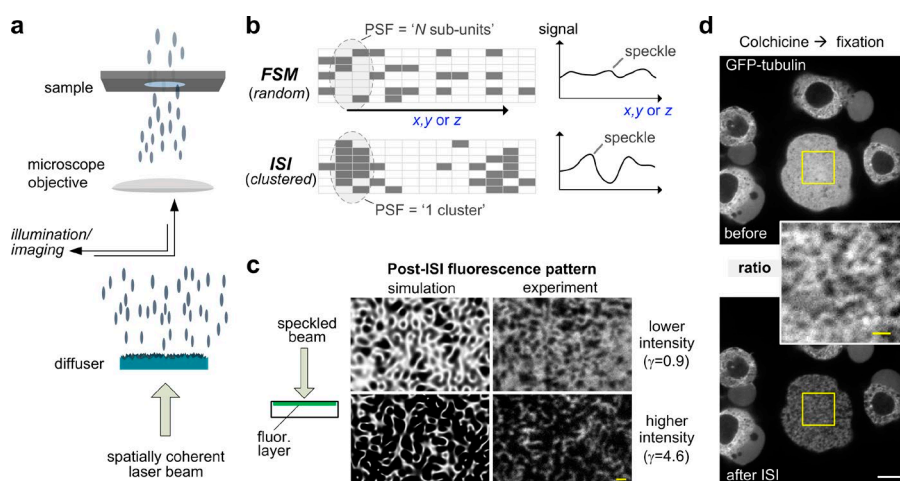 a
sample
microscope
objective
illumination/
imaging
diffuser
spatially coherent
laser beam
b
PSF = ‘N sub-units’
FSM
(random)
x,y or z
ISI
(clustered)
PSF = ‘1 cluster’
signal
speckle
x,y or z
speckle
c
Post-ISI fluorescence pattern
simulation
experiment
speckled
beam
fluor.
layer
lower
intensity
(γ=0.9)
higher
intensity
(γ=4.6)
d
Colchicine → fixation
GFP-tubulin
before
ratio
after ISI